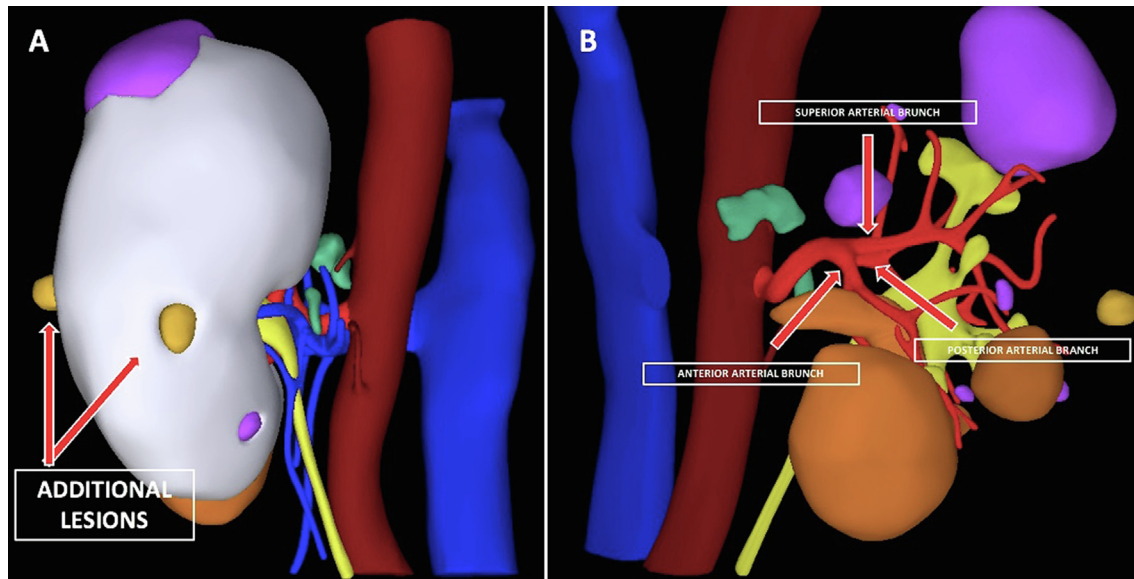 A
ADDITIONAL
LESIONS
B
SUPERIOR ARTERIAL BRUNCH
ANTERIOR ARTERIAL BRUNCH
POSTERIOR ARTERIAL BRANCH